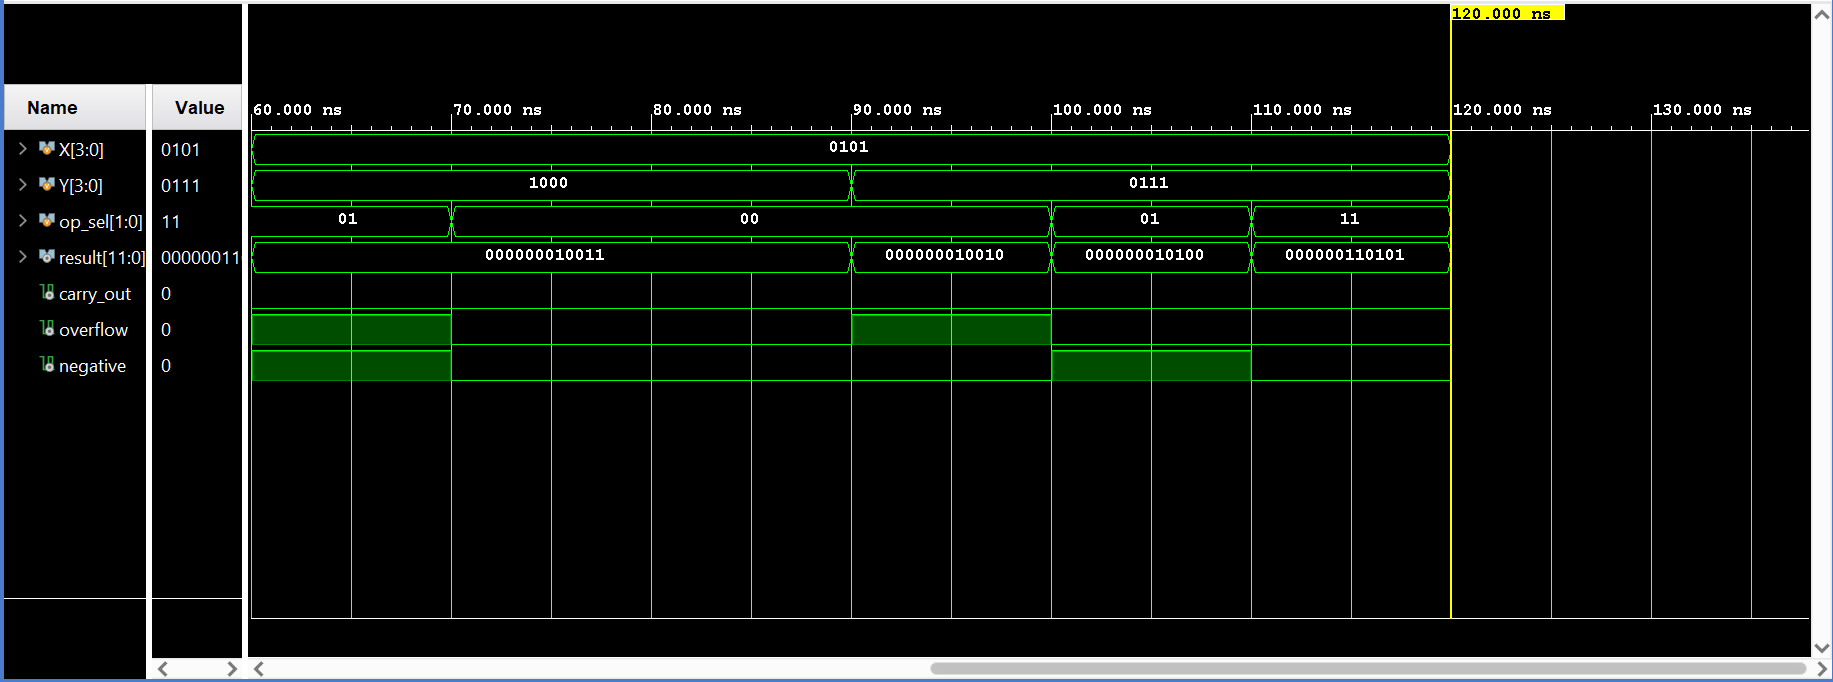 120.000 ns
Name Value 60.000 ns 70.000 ns 80.000 ns 90.000 ns 100.000 ns 110.000 ns 120.000 ns 130.000 ns
X[3:0] 0101 0101
Y[3:0] 0111 1000 0111
op_sel[1:0] 11 01 00 01 11
result[11:0] 00000011 000000010011 000000010010 000000010100 000000110101
carry_out 0
overflow 0
negative 0